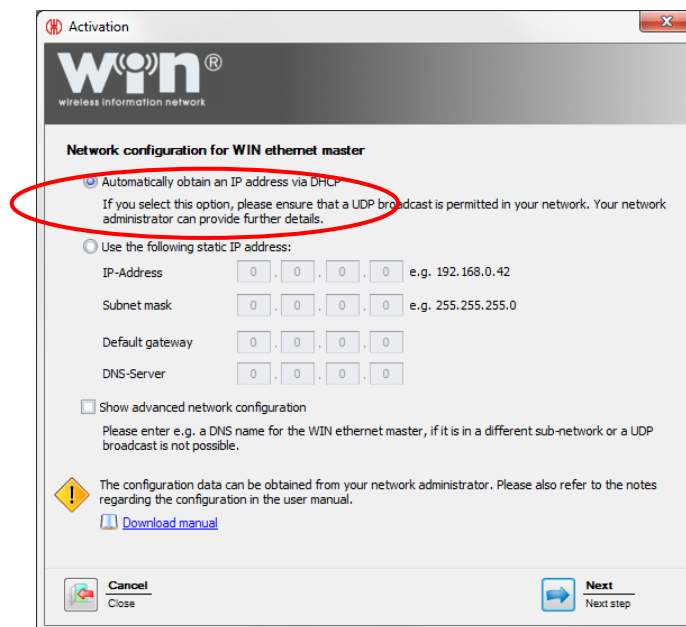 Activation
WIN®
wireless information network
Network configuration for WIN ethernet master
Automatically obtain an IP address via DHCP
If you select this option, please ensure that a UDP broadcast is permitted in your network. Your network
administrator can provide further details.
Use the following static IP address:
IP-Address 0 . 0 . 0 . 0 e.g. 192.168.0.42
Subnet mask 0 . 0 . 0 . 0 e.g. 255.255.255.0
Default gateway 0 . 0 . 0 . 0
DNS-Server 0 . 0 . 0 . 0
Show advanced network configuration
Please enter e.g. a DNS name for the WIN ethernet master, if it is in a different sub-network or a UDP
broadcast is not possible.
The configuration data can be obtained from your network administrator. Please also refer to the notes
regarding the configuration in the user manual.
Download manual
Cancel
Close
Next
Next step